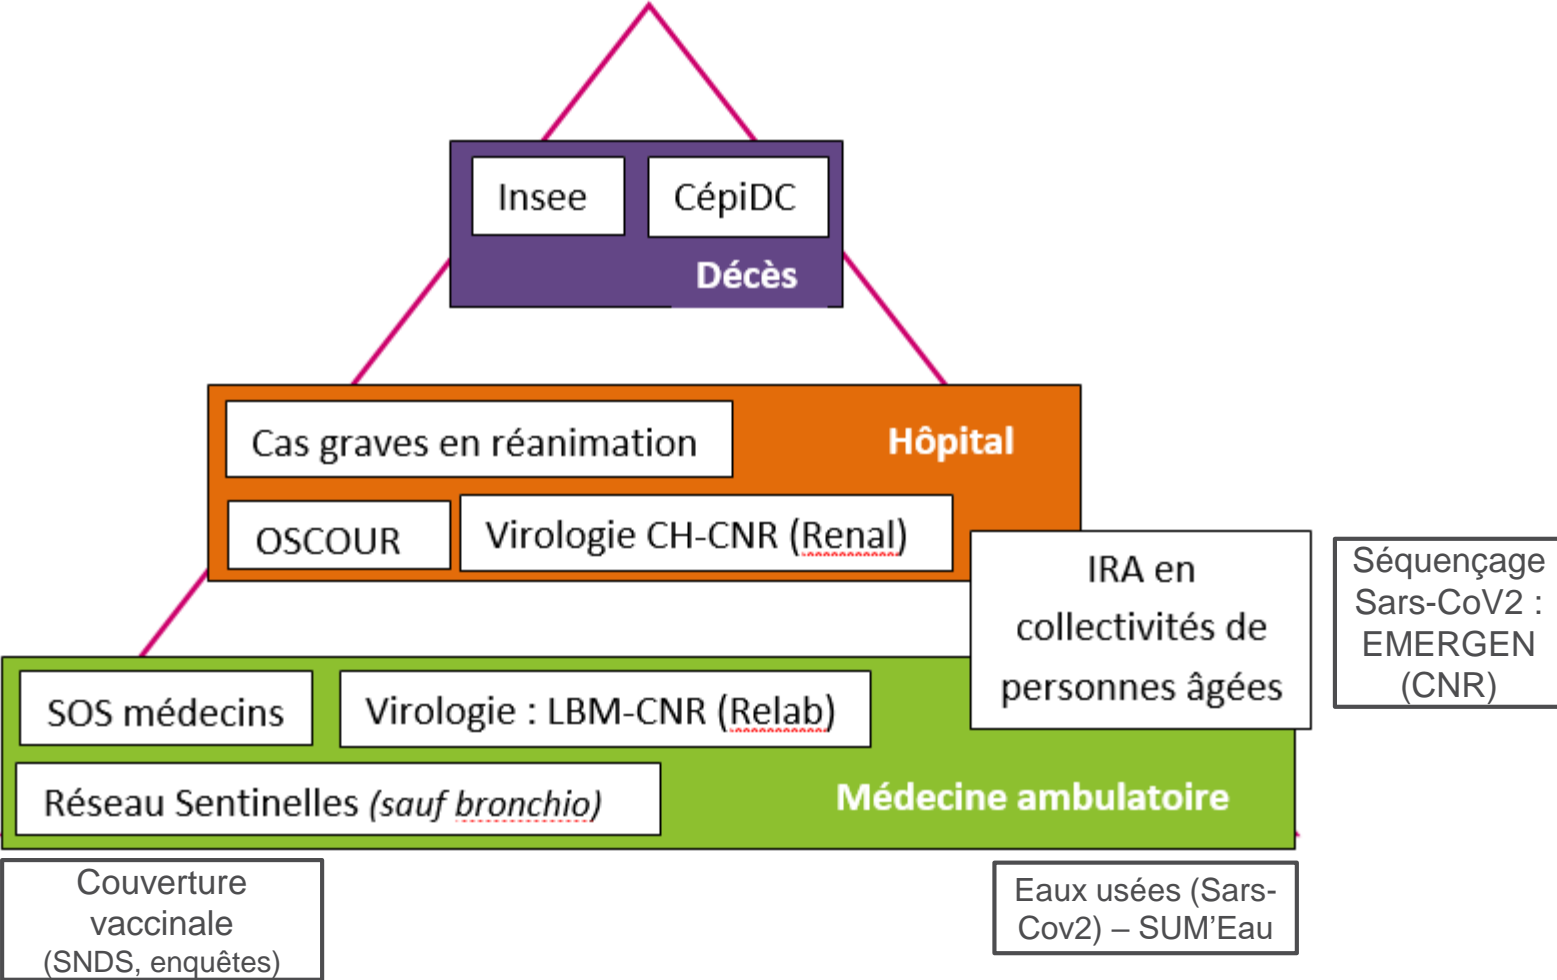 Insee
CépiDC
Décès
Cas graves en réanimation
Hôpital
OSCOUR
Virologie CH-CNR (Renal)
IRA en
collectivités de
personnes âgées
Séquençage
Sars-CoV2 :
EMERGEN
(CNR)
SOS médecins
Virologie : LBM-CNR (Relab)
Réseau Sentinelles (sauf bronchio)
Médecine ambulatoire
Couverture
vaccinale
(SNDS, enquêtes)
Eaux usées (Sars-
Cov2) – SUM’Eau